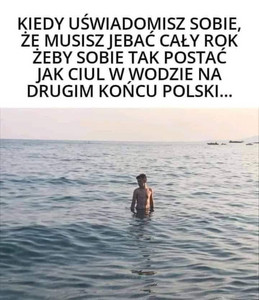 KIEDY UŚWIADOMISZ SOBIE,
ŻE MUSISZ JEBAĆ CAŁY ROK
ŻEBY SOBIE TAK POSTAĆ
JAK CIUL W WODZIE NA
DRUGIM KOŃCU POLSKI...